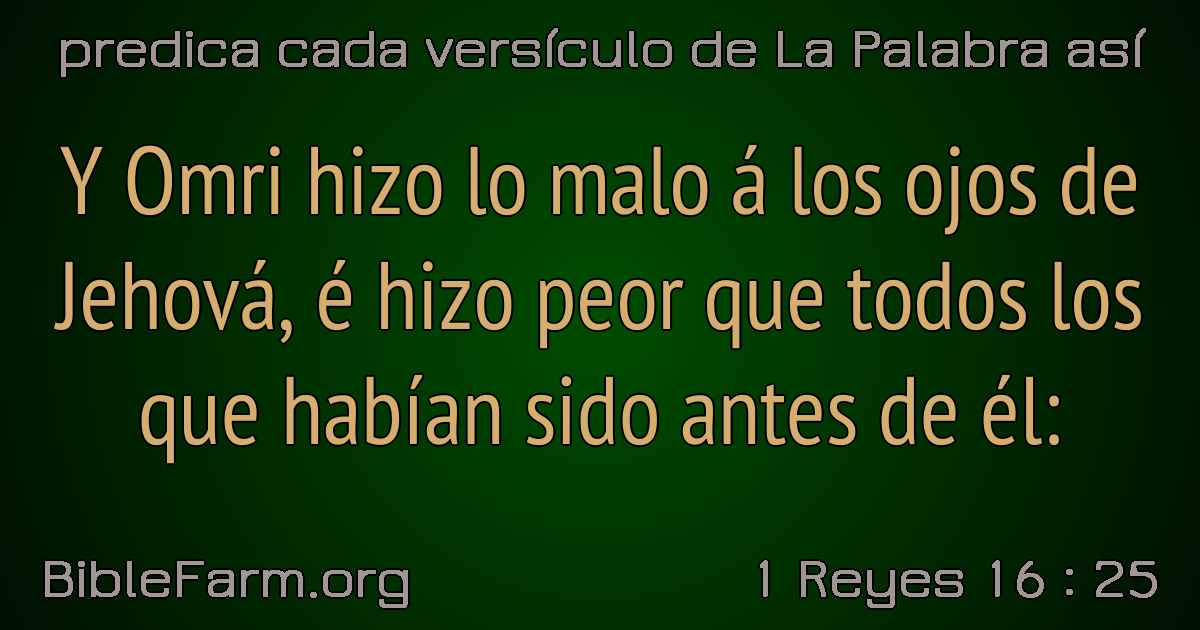 predica cada versículo de La Palabra así
Y Omri hizo lo malo á los ojos de
Jehová, é hizo peor que todos los
que habían sido antes de él:
BibleFarm.org
1 Reyes 16 : 25